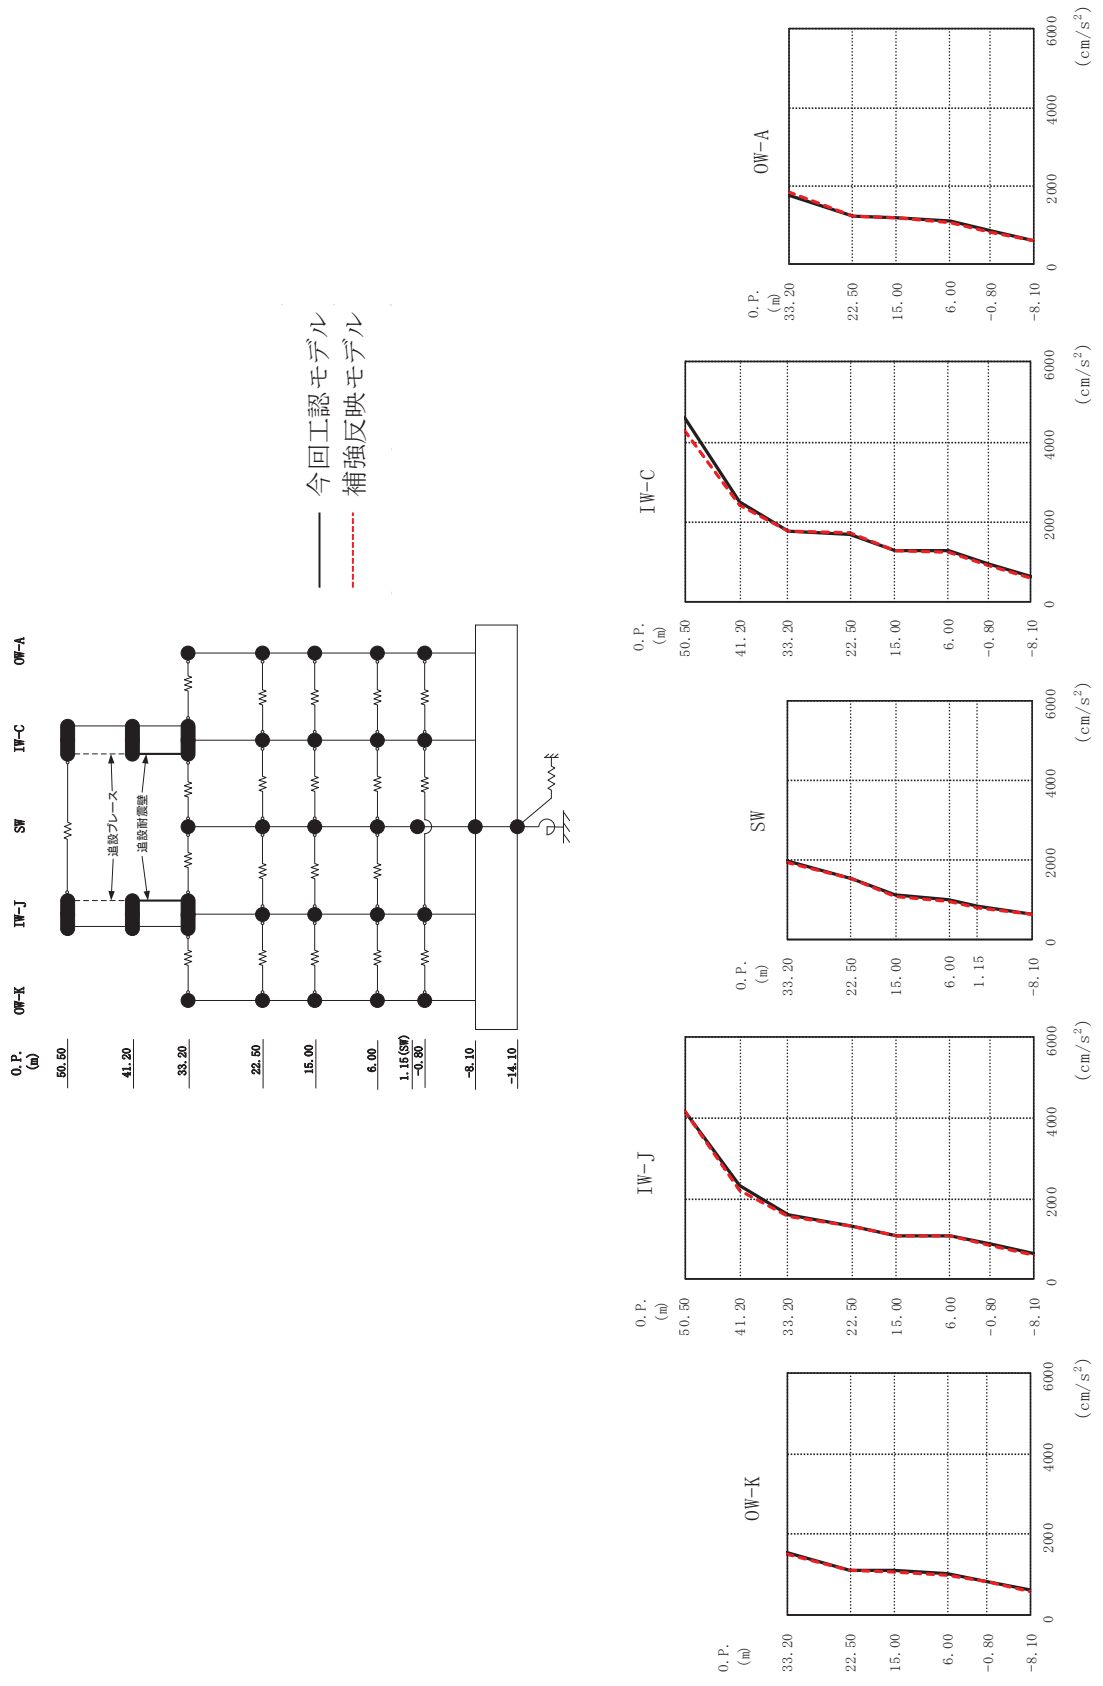 O.P.
(m)
OW-K
IW-J
SW
IW-C
OW-A
50.50
41.20
33.20
22.50
15.00
6.00
1.15(SW)
-0.80
-8.10
-14.10
追設ブレース
追設耐震壁
今回工認モデル
補強反映モデル
OW-K
O.P.
(m)
33.20
22.50
15.00
6.00
-0.80
-8.10
0
2000
4000
6000
(cm/s²)
IW-J
O.P.
(m)
50.50
41.20
33.20
22.50
15.00
6.00
-0.80
-8.10
0
2000
4000
6000
(cm/s²)
SW
O.P.
(m)
33.20
22.50
15.00
6.00
1.15
-8.10
0
2000
4000
6000
(cm/s²)
IW-C
O.P.
(m)
50.50
41.20
33.20
22.50
15.00
6.00
-0.80
-8.10
0
2000
4000
6000
(cm/s²)
OW-A
O.P.
(m)
33.20
22.50
15.00
6.00
-0.80
-8.10
0
2000
4000
6000
(cm/s²)